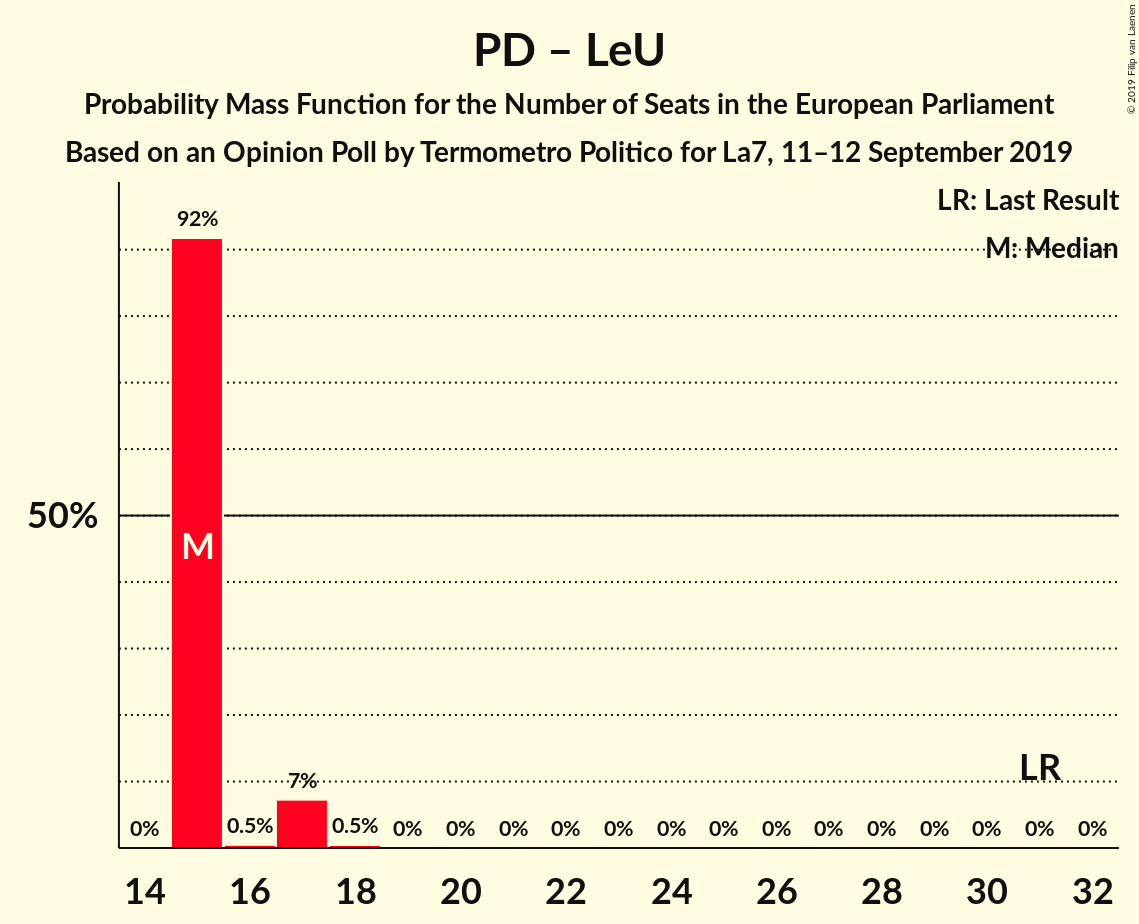 PD – LeU
Probability Mass Function for the Number of Seats in the European Parliament
Based on an Opinion Poll by Termometro Politico for La7, 11–12 September 2019
© 2019 Filip van Laenen
LR: Last Result
M: Median
92%
50%
M
LR
7%
0% 0.5% 0.5% 0% 0% 0% 0% 0% 0% 0% 0% 0% 0% 0% 0% 0% 0%
14 16 18 20 22 24 26 28 30 32